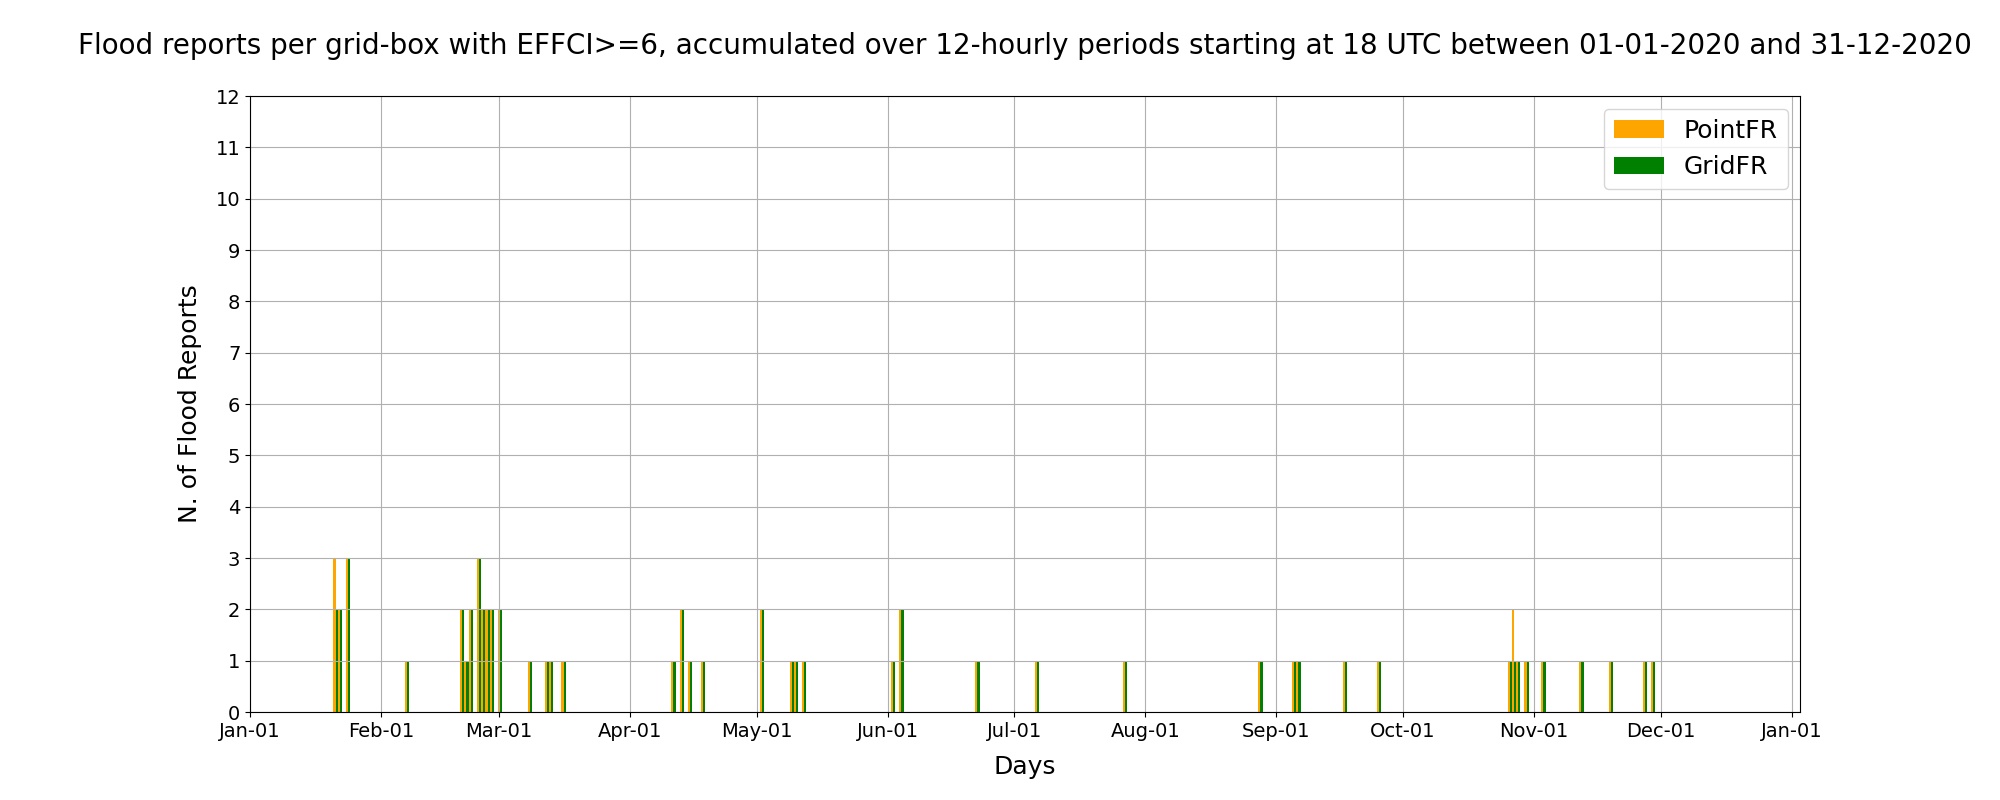 Flood reports per grid-box with EFFCI>=6, accumulated over 12-hourly periods starting at 18 UTC between 01-01-2020 and 31-12-2020
12
11
10
9
8
7
6
5
4
3
2
1
0
N. of Flood Reports
PointFR
GridFR
Jan-01 Feb-01 Mar-01 Apr-01 May-01 Jun-01 Jul-01 Aug-01 Sep-01 Oct-01 Nov-01 Dec-01 Jan-01
Days